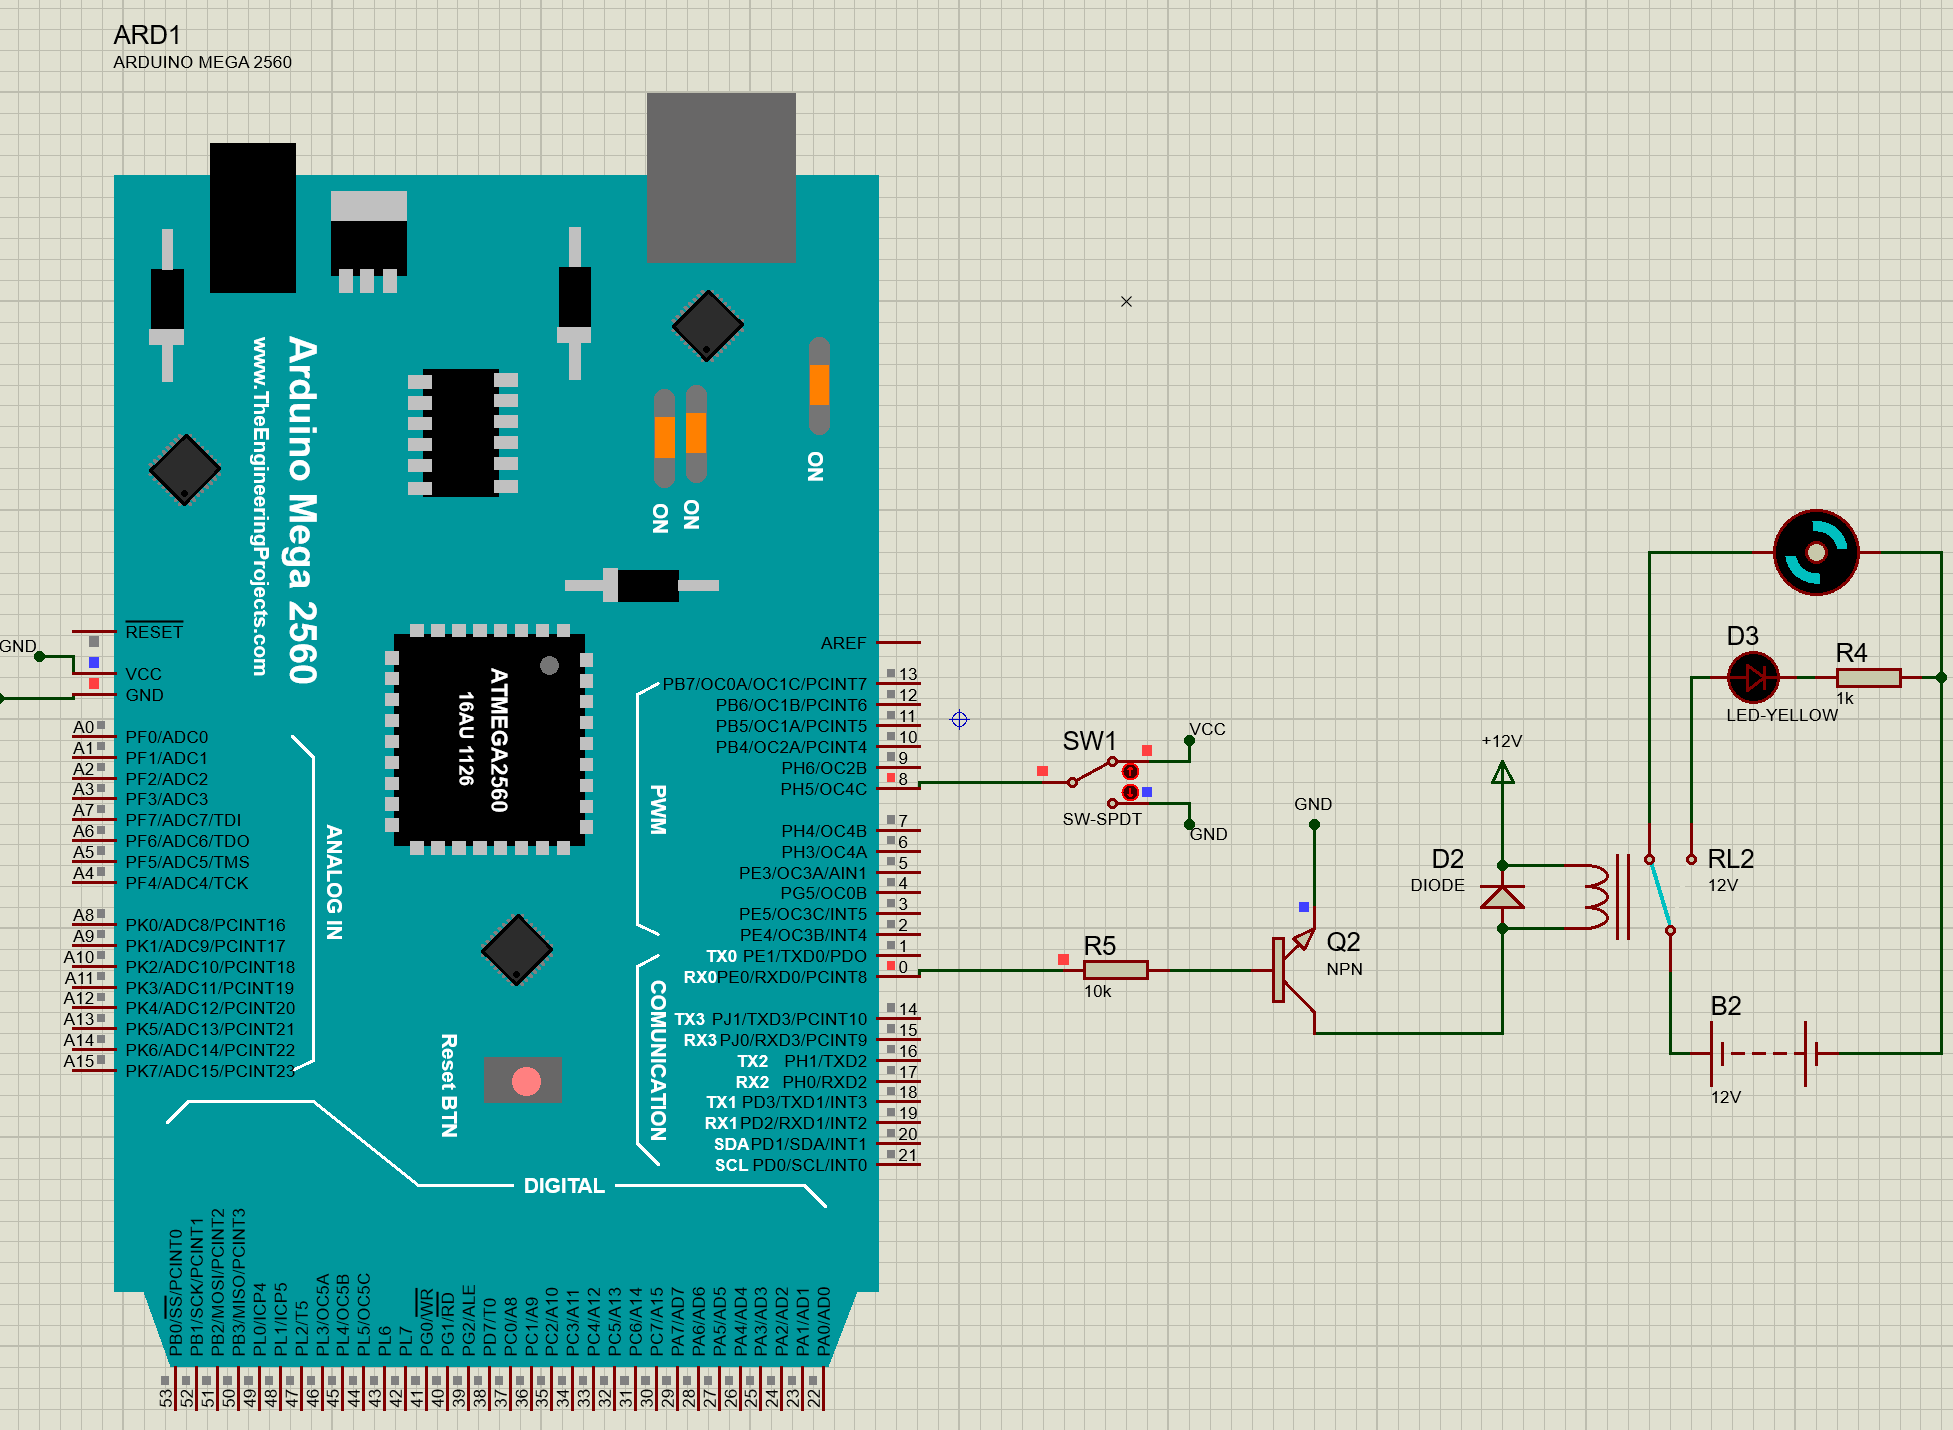 ARD1
ARDUINO MEGA 2560
Arduino Mega 2560
www.TheEngineeringProjects.com
ON
ON
ON
ATMEGA2560
16AU 1126
RESET
GND
VCC
GND
A0 PF0/ADC0
A1 PF1/ADC1
A2 PF2/ADC2
A3 PF3/ADC3
A7 PF7/ADC7/TDI
A6 PF6/ADC6/TDO
A5 PF5/ADC5/TMS
A4 PF4/ADC4/TCK
A8 PK0/ADC8/PCINT16
A9 PK1/ADC9/PCINT17
A10 PK2/ADC10/PCINT18
A11 PK3/ADC11/PCINT19
A12 PK4/ADC12/PCINT20
A13 PK5/ADC13/PCINT21
A14 PK6/ADC14/PCINT22
A15 PK7/ADC15/PCINT23
ANALOG IN
AREF
PB7/OC0A/OC1C/PCINT7 13
PB6/OC1B/PCINT6 12
PB5/OC1A/PCINT5 11
PB4/OC2A/PCINT4 10
PH6/OC2B 9
PH5/OC4C 8
PWM
PH4/OC4B 7
PH3/OC4A 6
PE3/OC3A/AIN1 5
PG5/OC0B 4
PE5/OC3C/INT5 3
PE4/OC3B/INT4 2
TX0 PE1/TXD0/PDO 1
RX0 PE0/RXD0/PCINT8 0
COMUNICATION
TX3 PJ1/TXD3/PCINT10 14
RX3 PJ0/RXD3/PCINT9 15
TX2 PH1/TXD2 16
RX2 PH0/RXD2 17
TX1 PD3/TXD1/INT3 18
RX1 PD2/RXD1/INT2 19
SDA PD1/SDA/INT1 20
SCL PD0/SCL/INT0 21
Reset BTN
DIGITAL
PB0/SS/PCINT0 53
PB1/SCK/PCINT1 52
PB2/MOSI/PCINT2 51
PB3/MISO/PCINT3 50
PL0/ICP4 49
PL1/ICP5 48
PL2/T5 47
PL3/OC5A 46
PL4/OC5B 45
PL5/OC5C 44
PL6 43
PL7 42
PG0/WR 41
PG1/RD 40
PG2/ALE 39
PD7/T0 38
PC0/A8 37
PC1/A9 36
PC2/A10 35
PC3/A11 34
PC4/A12 33
PC5/A13 32
PC6/A14 31
PC7/A15 30
PA7/AD7 29
PA6/AD6 28
PA5/AD5 27
PA4/AD4 26
PA3/AD3 25
PA2/AD2 24
PA1/AD1 23
PA0/AD0 22
SW1
VCC
SW-SPDT
GND
R5
10k
GND
Q2
NPN
+12V
D2
DIODE
RL2
12V
D3
LED-YELLOW
R4
1k
B2
12V